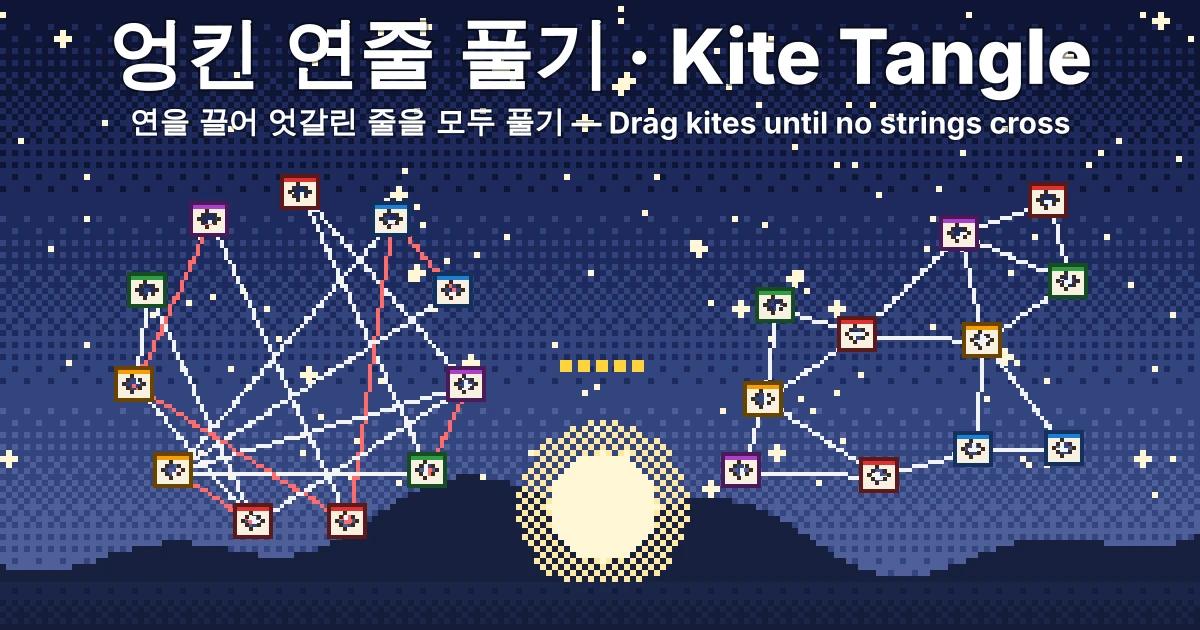 엉킨 연줄 풀기 · Kite Tangle
연을 끌어 엇갈린 줄을 모두 풀기 — Drag kites until no strings cross